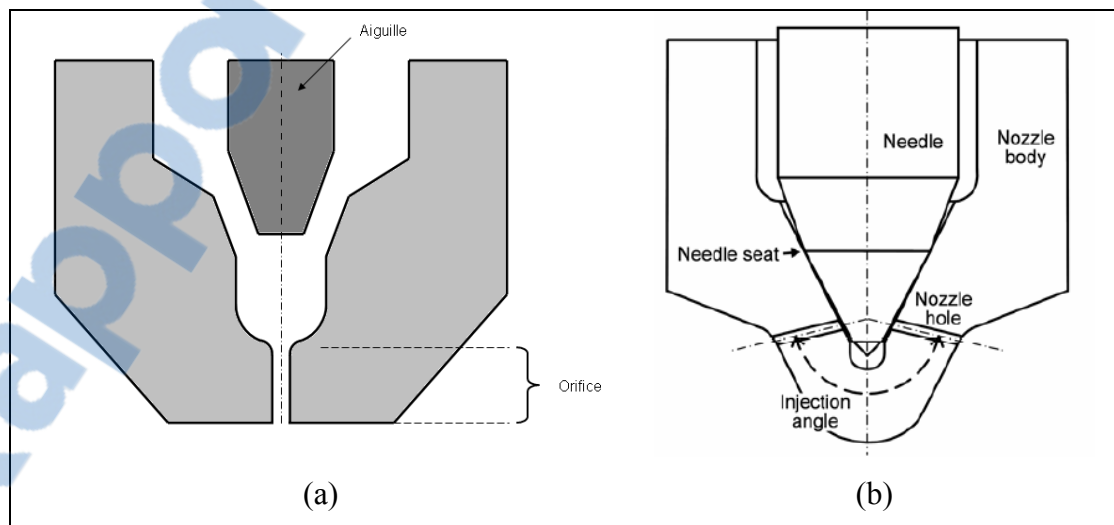 Aiguille
Orifice
(a)
Needle
Nozzle
body
Needle seat
Nozzle
hole
Injection
angle
(b)